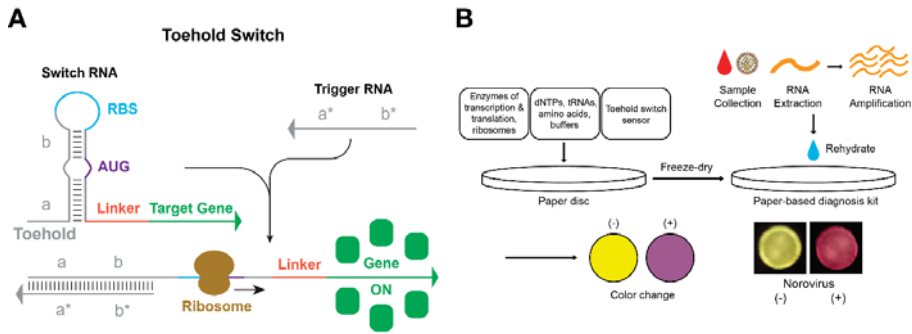 A
Toehold Switch
Switch RNA
RBS
b
AUG
a
Linker
Target Gene
Toehold
Trigger RNA
a*
b*
a
b
a*
b*
Ribosome
Linker
Gene
ON
B
Enzymes of
transcription &
translation,
ribosomes
dNTPs, tRNAs,
amino acids,
buffers
Toehold switch
sensor
Paper disc
Freeze-dry
Sample
Collection
RNA
Extraction
RNA
Amplification
Rehydrate
Paper-based diagnosis kit
(-)
(+)
Color change
Norovirus
(-)
(+)